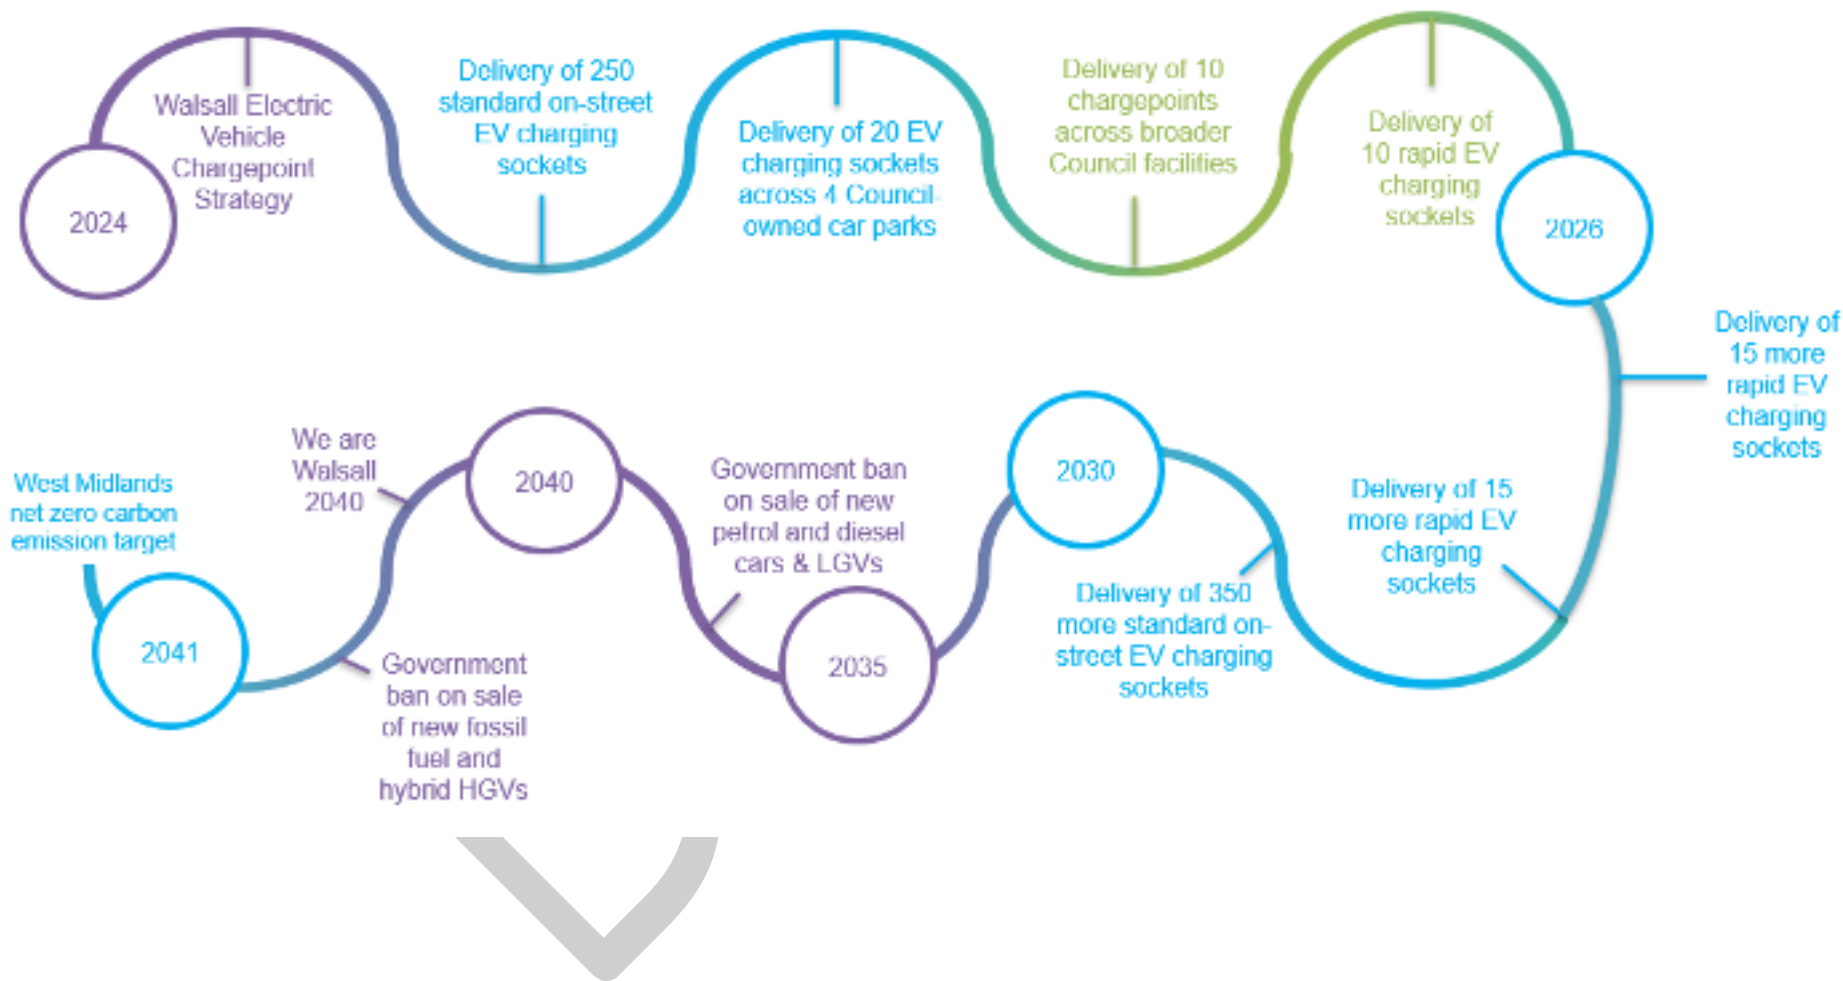 2024
Walsall Electric
Vehicle
Chargepoint
Strategy
Delivery of 250
standard on-street
EV charging
sockets
Delivery of 20 EV
charging sockets
across 4 Council-
owned car parks
Delivery of 10
chargepoints
across broader
Council facilities
Delivery of
10 rapid EV
charging
sockets
2026
Delivery of
15 more
rapid EV
charging
sockets
Delivery of 15
more rapid EV
charging
sockets
Delivery of 350
more standard on-
street EV charging
sockets
2030
2035
Government ban
on sale of new
petrol and diesel
cars & LGVs
2040
We are
Walsall
2040
Government
ban on sale
of new fossil
fuel and
hybrid HGVs
2041
West Midlands
net zero carbon
emission target